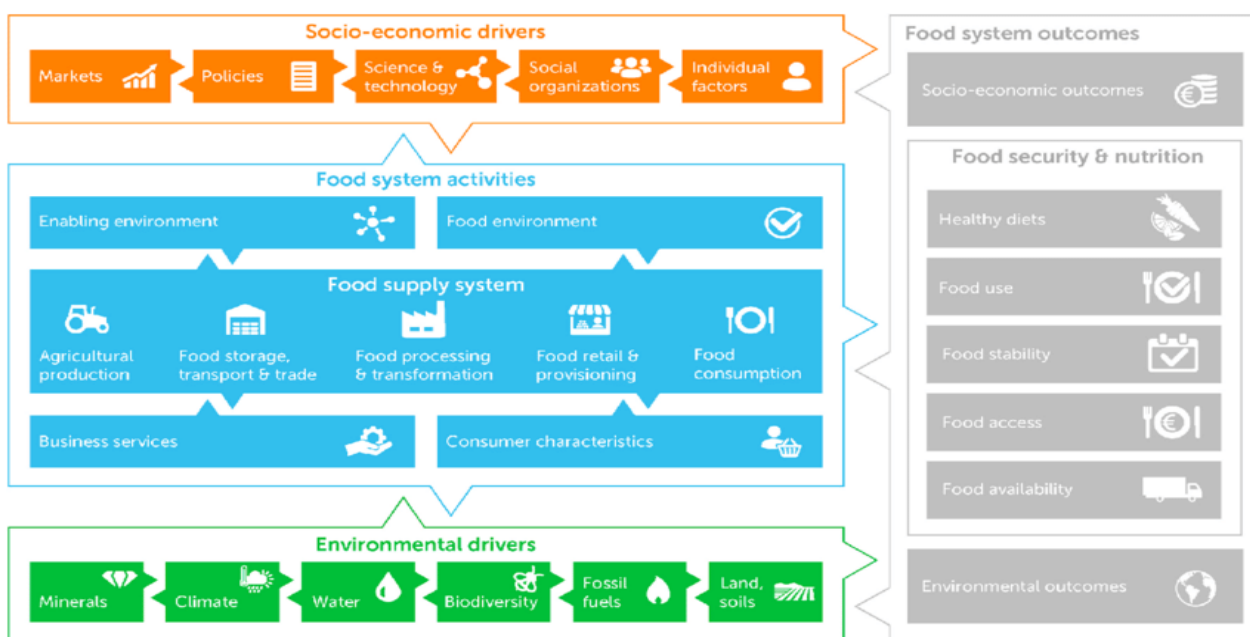 Socio-economic drivers
Markets
Policies
Science &
technology
Social
organizations
Individual
factors
Food system activities
Enabling environment
Food environment
Food supply system
Agricultural
production
Food storage,
transport & trade
Food processing
& transformation
Food retail &
provisioning
Food
consumption
Business services
Consumer characteristics
Environmental drivers
Minerals
Climate
Water
Biodiversity
Fossil
fuels
Land,
soils
Food system outcomes
Socio-economic outcomes
€
Food security & nutrition
Healthy diets
Food use
Food stability
Food access
€
Food availability
Environmental outcomes